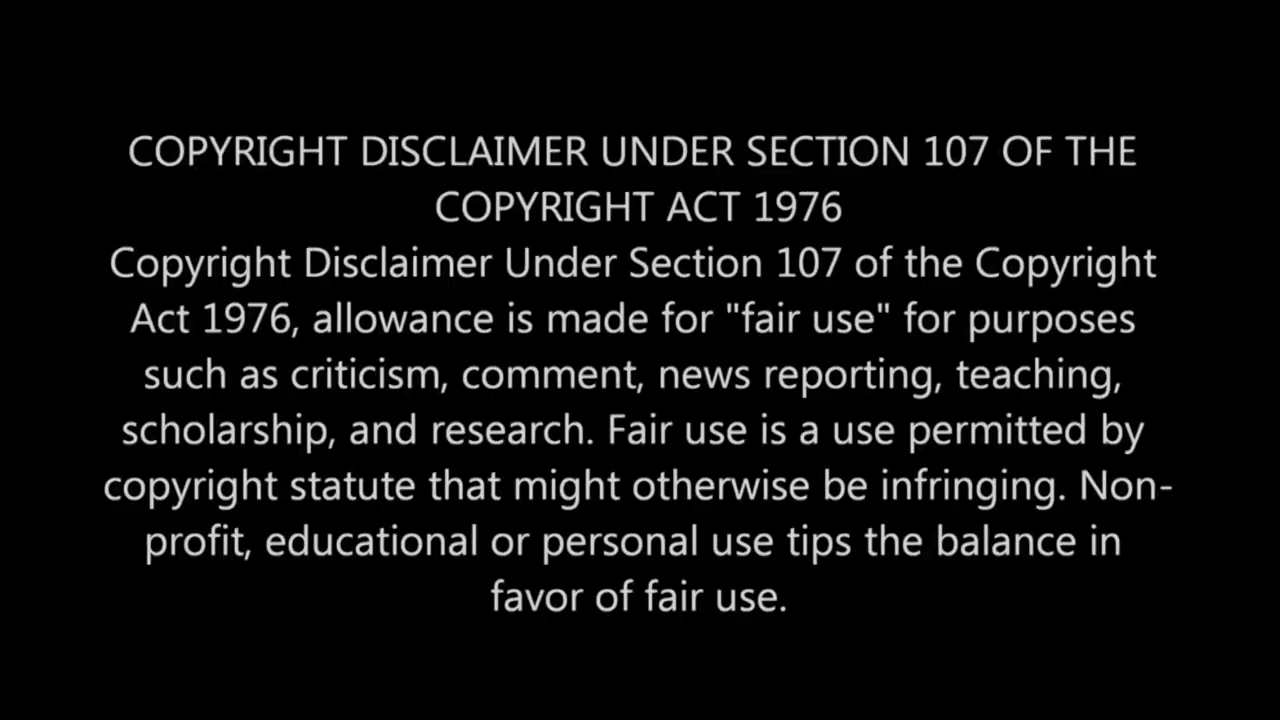 COPYRIGHT DISCLAIMER UNDER SECTION 107 OF THE
COPYRIGHT ACT 1976
Copyright Disclaimer Under Section 107 of the Copyright
Act 1976, allowance is made for "fair use" for purposes
such as criticism, comment, news reporting, teaching,
scholarship, and research. Fair use is a use permitted by
copyright statute that might otherwise be infringing. Non-
profit, educational or personal use tips the balance in
favor of fair use.